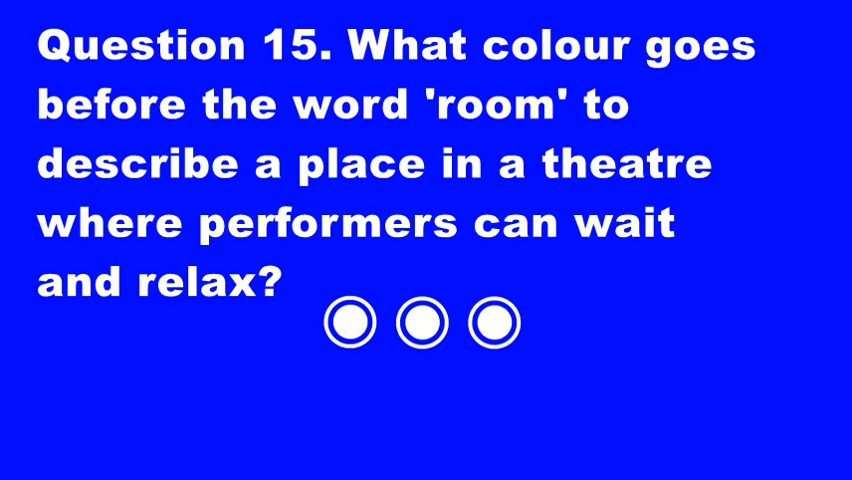 Question 15. What colour goes
before the word 'room' to
describe a place in a theatre
where performers can wait
and relax?